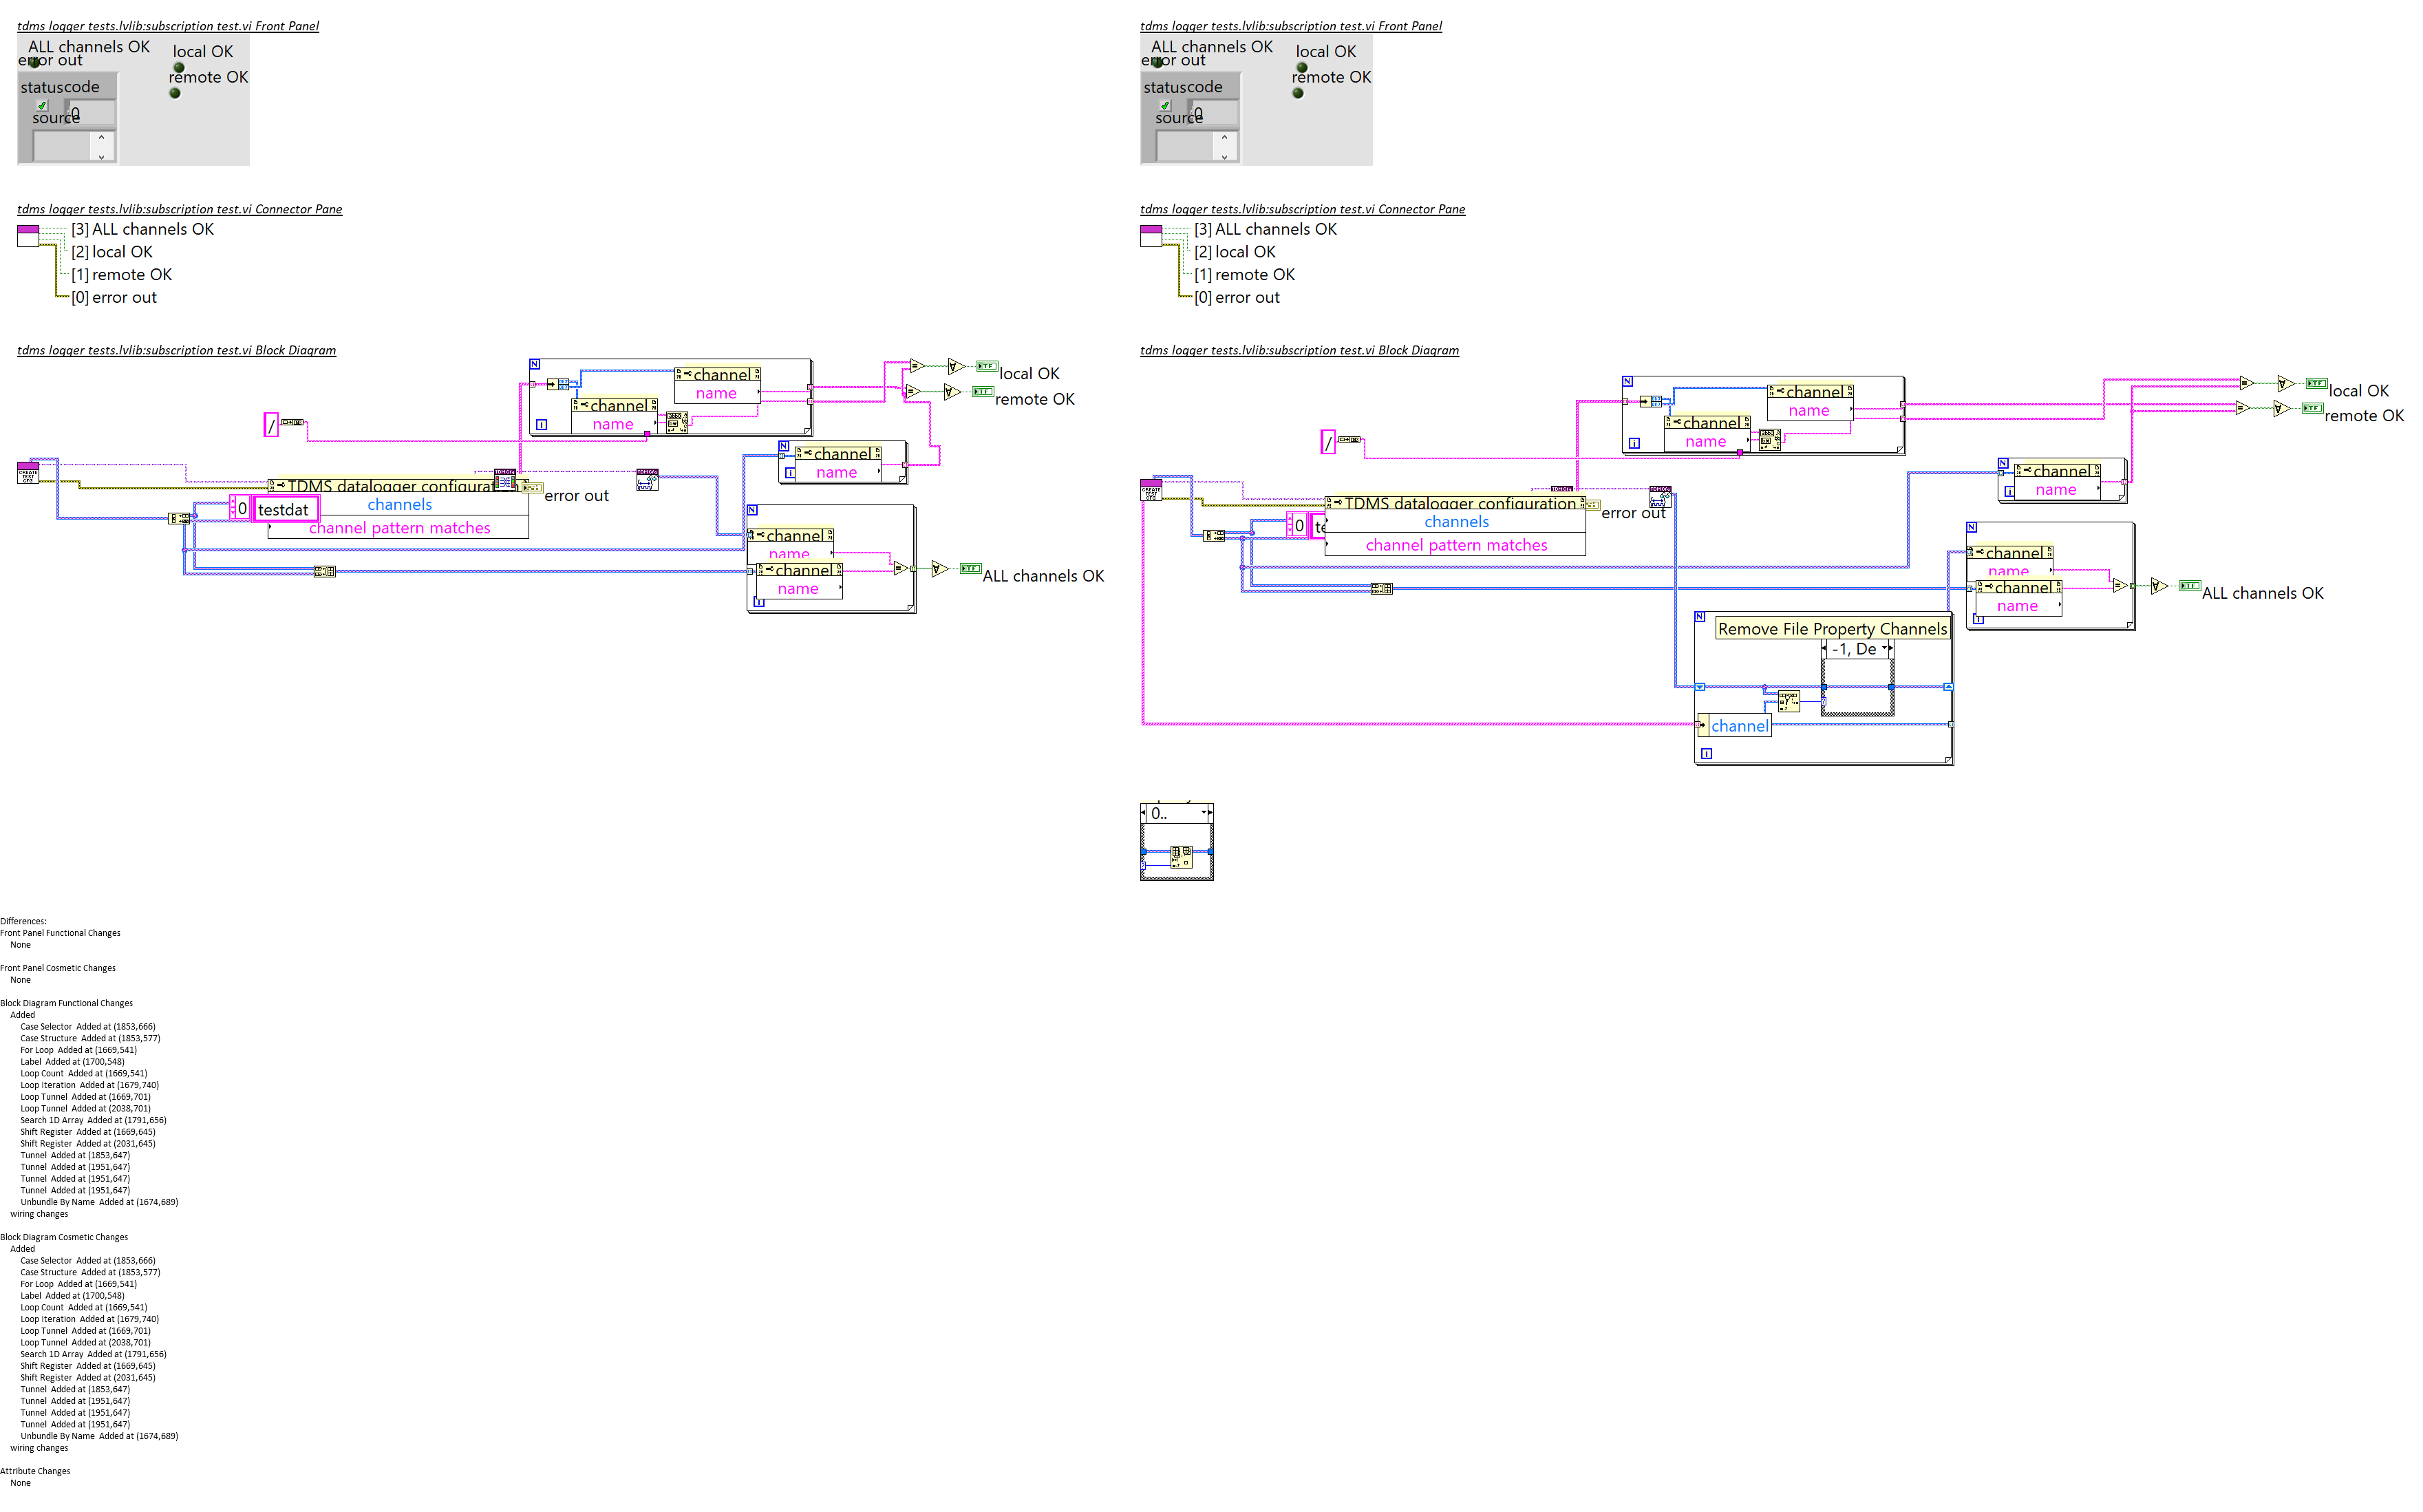 tdms logger tests.lvlib:subscription test.vi Front Panel
ALL channels OK
local OK
error out
remote OK
status code
0
source
tdms logger tests.lvlib:subscription test.vi Connector Pane
[3] ALL channels OK
[2] local OK
[1] remote OK
[0] error out
tdms logger tests.lvlib:subscription test.vi Block Diagram
N
channel
name
channel
name
i
local OK
remote OK
/
N
channel
i
name
CREATE TEST CFG
TDMS datalogger configurat
error out
0
testdat
channels
channel pattern matches
N
channel
name
channel
name
i
TF
ALL channels OK
tdms logger tests.lvlib:subscription test.vi Front Panel
ALL channels OK
local OK
error out
remote OK
status code
0
source
tdms logger tests.lvlib:subscription test.vi Connector Pane
[3] ALL channels OK
[2] local OK
[1] remote OK
[0] error out
tdms logger tests.lvlib:subscription test.vi Block Diagram
N
channel
name
channel
name
i
local OK
remote OK
/
N
channel
i
name
CREATE TEST CFG
TDMS datalogger configuration
error out
0
te
channels
channel pattern matches
N
channel
name
channel
name
i
TF
ALL channels OK
N
Remove File Property Channels
-1, De
channel
i
0..
Differences:
Front Panel Functional Changes
None
Front Panel Cosmetic Changes
None
Block Diagram Functional Changes
Added
Case Selector Added at (1853,666)
Case Structure Added at (1853,577)
For Loop Added at (1669,541)
Label Added at (1700,548)
Loop Count Added at (1669,541)
Loop Iteration Added at (1679,740)
Loop Tunnel Added at (1669,701)
Loop Tunnel Added at (2038,701)
Search 1D Array Added at (1791,656)
Shift Register Added at (1669,645)
Shift Register Added at (2031,645)
Tunnel Added at (1853,647)
Tunnel Added at (1951,647)
Tunnel Added at (1951,647)
Tunnel Added at (1951,647)
Unbundle By Name Added at (1674,689)
wiring changes
Block Diagram Cosmetic Changes
Added
Case Selector Added at (1853,666)
Case Structure Added at (1853,577)
For Loop Added at (1669,541)
Label Added at (1700,548)
Loop Count Added at (1669,541)
Loop Iteration Added at (1679,740)
Loop Tunnel Added at (1669,701)
Loop Tunnel Added at (2038,701)
Search 1D Array Added at (1791,656)
Shift Register Added at (1669,645)
Shift Register Added at (2031,645)
Tunnel Added at (1853,647)
Tunnel Added at (1951,647)
Tunnel Added at (1951,647)
Tunnel Added at (1951,647)
Unbundle By Name Added at (1674,689)
wiring changes
Attribute Changes
None